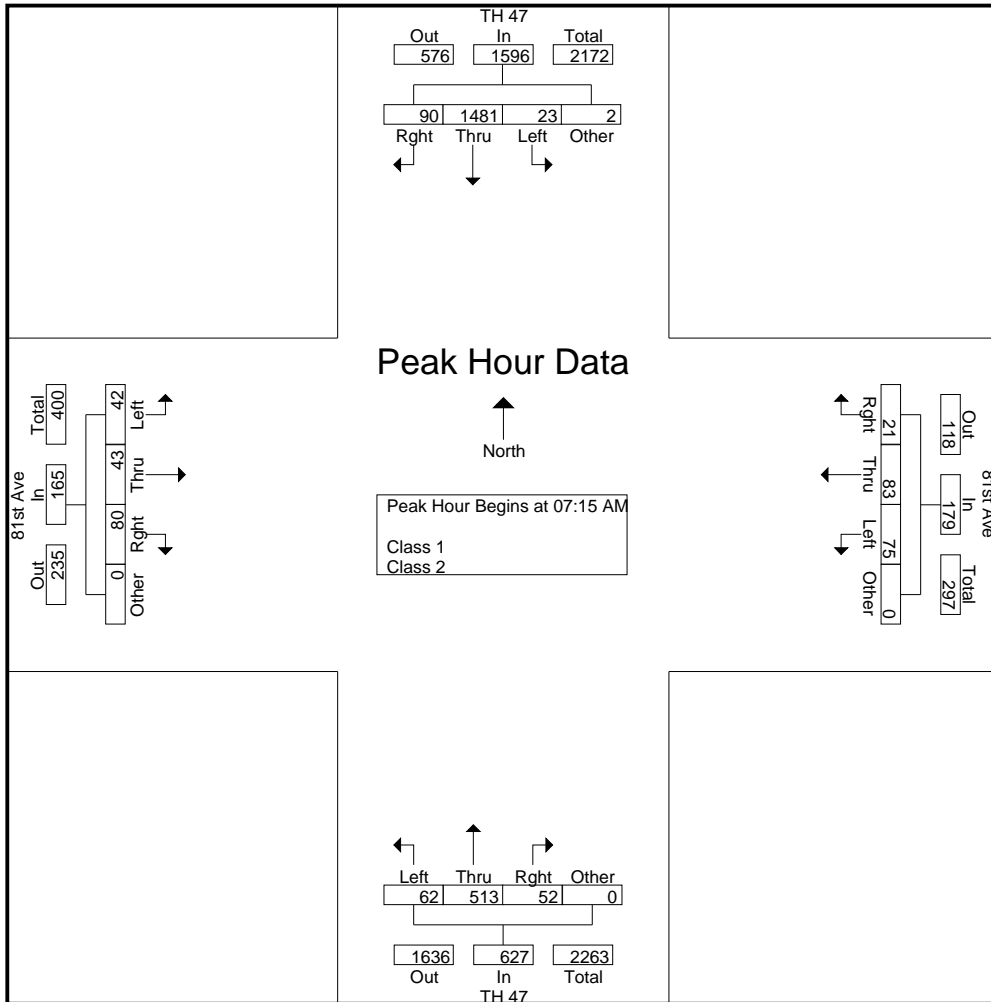 TH 47
Out In Total
576 1596 2172
90 1481 23 2
Rght Thru Left Other
Peak Hour Data
North
Peak Hour Begins at 07:15 AM
Class 1
Class 2
81st Ave
Total In Out
400 165 235
42 43 80 0
Left Thru Rght Other
Rght Thru Left Other
21 83 75 0
Out In Total
118 179 297
81st Ave
Left Thru Rght Other
62 513 52 0
1636 627 2263
Out In Total
TH 47